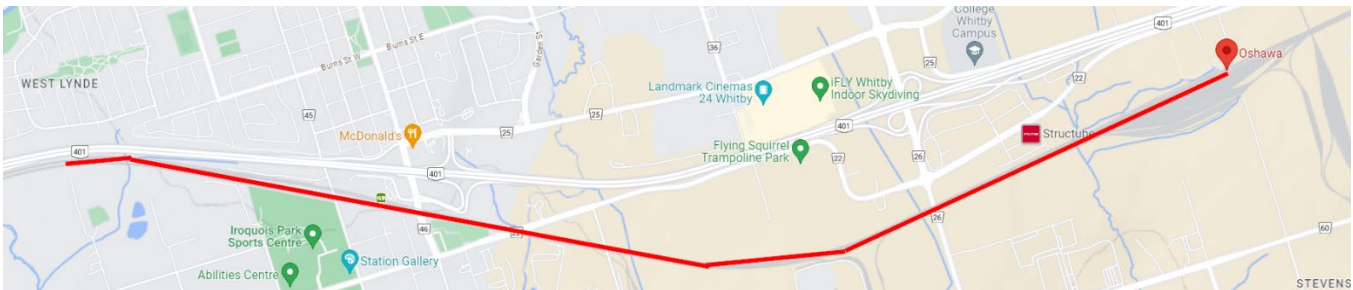 College
Whitby
Campus
401
401
Oshawa
Burns St E
Garden St
36
Burns St W
25
22
WEST LYNDE
Landmark Cinemas
24 Whitby
iFLY Whitby
Indoor Skydiving
45
McDonald's
25
25
401
Structube
401
Flying Squirrel
Trampoline Park
22
26
401
26
Iroquois Park
Sports Centre
46
60
Station Gallery
Abilities Centre
STEVENS